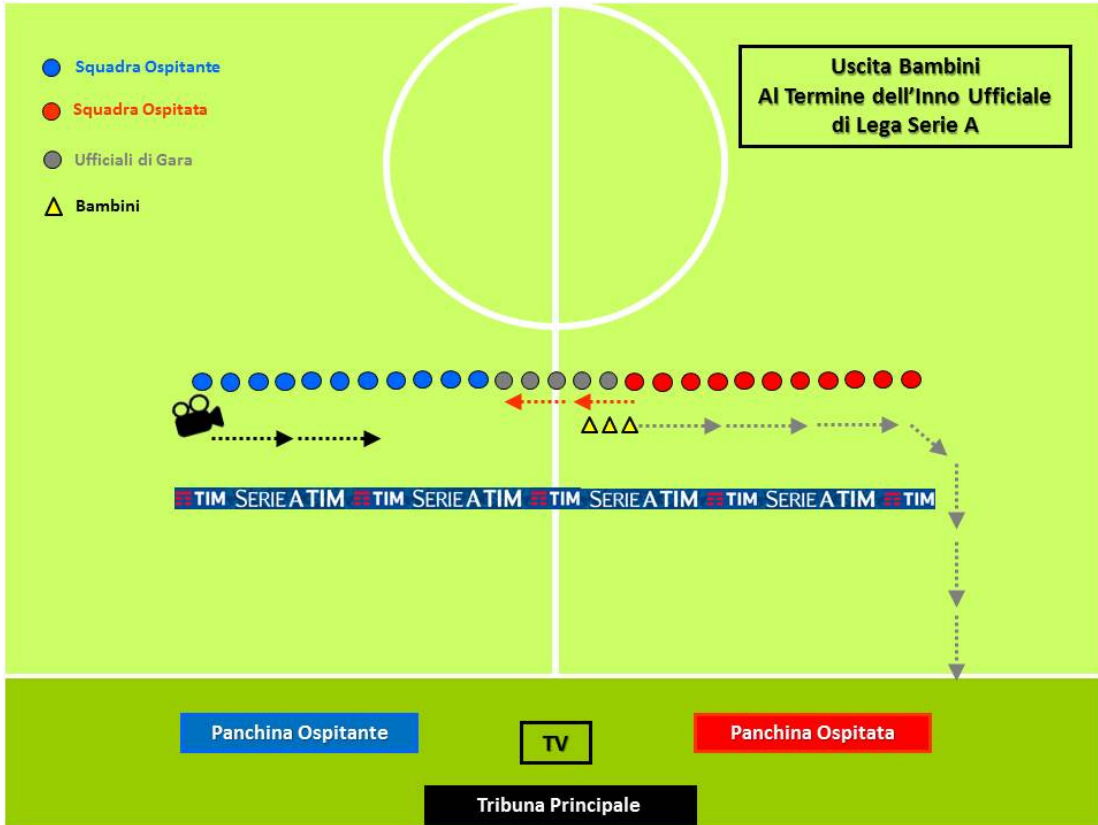 Squadra Ospitante
Squadra Ospitata
Ufficiali di Gara
Bambini
Uscita Bambini
Al Termine dell'Inno Ufficiale
di Lega Serie A
TIM SERIE A TIM TIM SERIE A TIM TIM SERIE A TIM TIM SERIE A TIM TIM
Panchina Ospitante
TV
Panchina Ospitata
Tribuna Principale